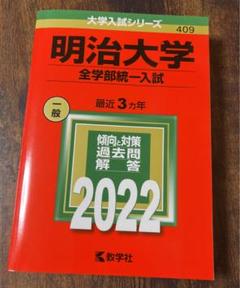 大学入試シリーズ
409
明治大学
全学部統一入試
一般
最近3カ年
傾向と対策
過去問
解答
2022
教学社